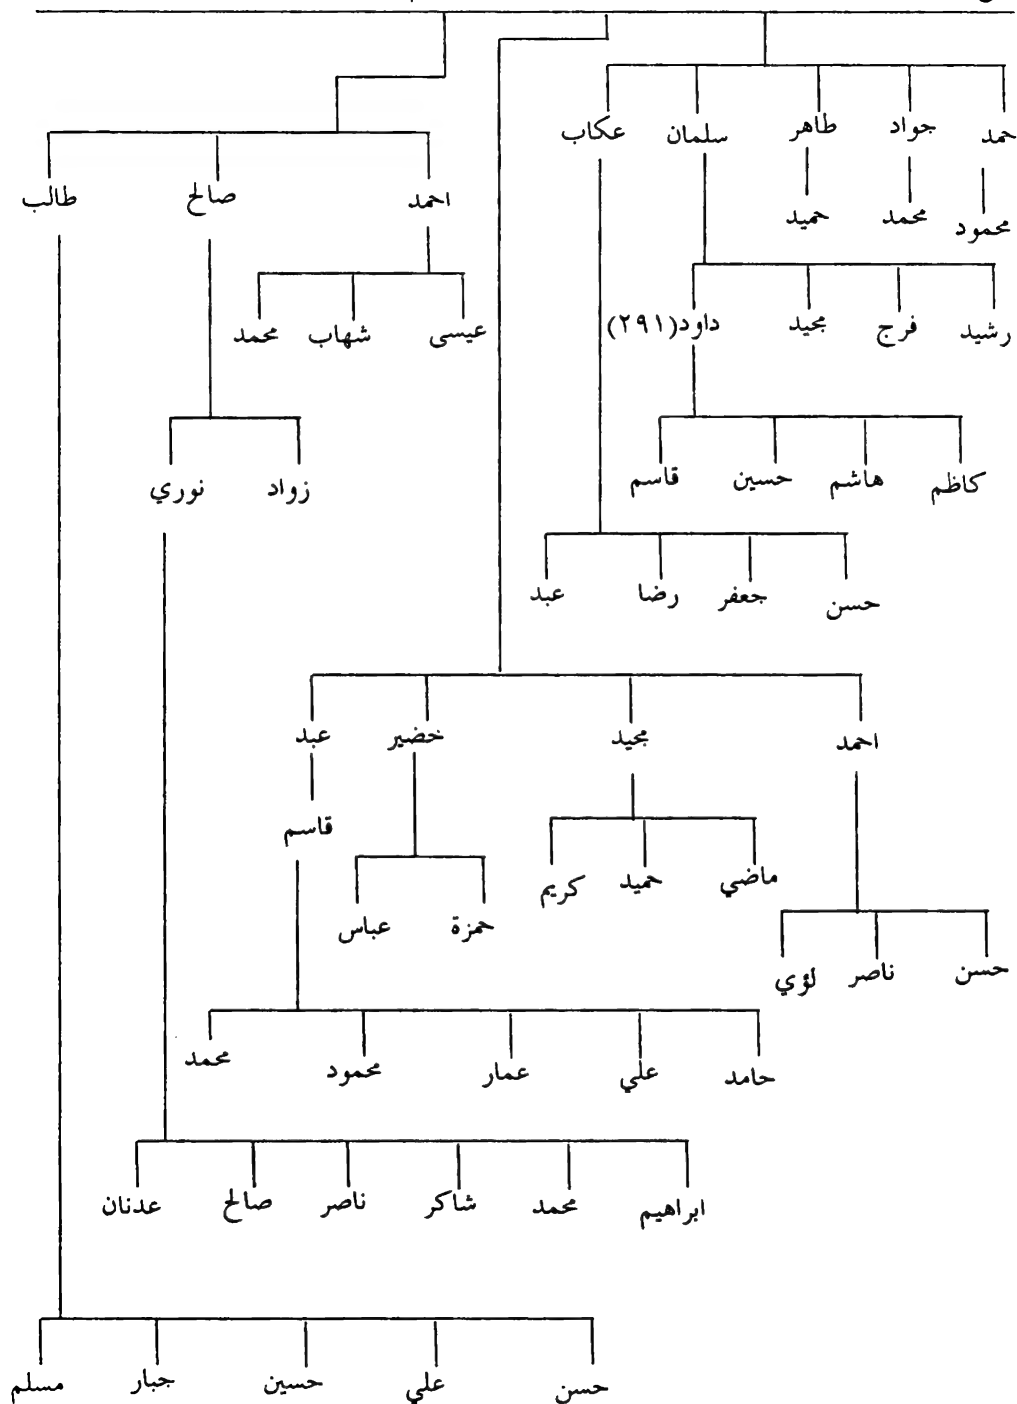 حمد جواد طاهر سلمان عكاب
احمد صالح طالب
محمود محمد حميد
رشيد فرج مجيد داود(٢٩١)
عيسى شهاب محمد
كاظم هاشم حسين قاسم
زواد نوري
حسن جعفر رضا عبد
احمد مجيد خضير عبد
قاسم
ماضي حميد كريم
حمزة عباس
حسن ناصر لؤي
حامد علي عمار محمود محمد
ابراهيم محمد شاكر ناصر صالح عدنان
حسن علي حسين جبار مسلم